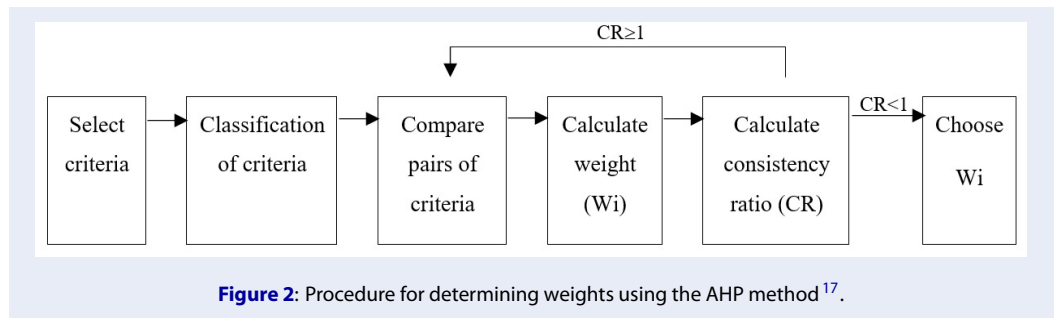 CR≥1
Select
criteria
Classification
of criteria
Compare
pairs of
criteria
Calculate
weight
(Wi)
Calculate
consistency
ratio (CR)
CR<1
Choose
Wi
Figure 2: Procedure for determining weights using the AHP method 17.